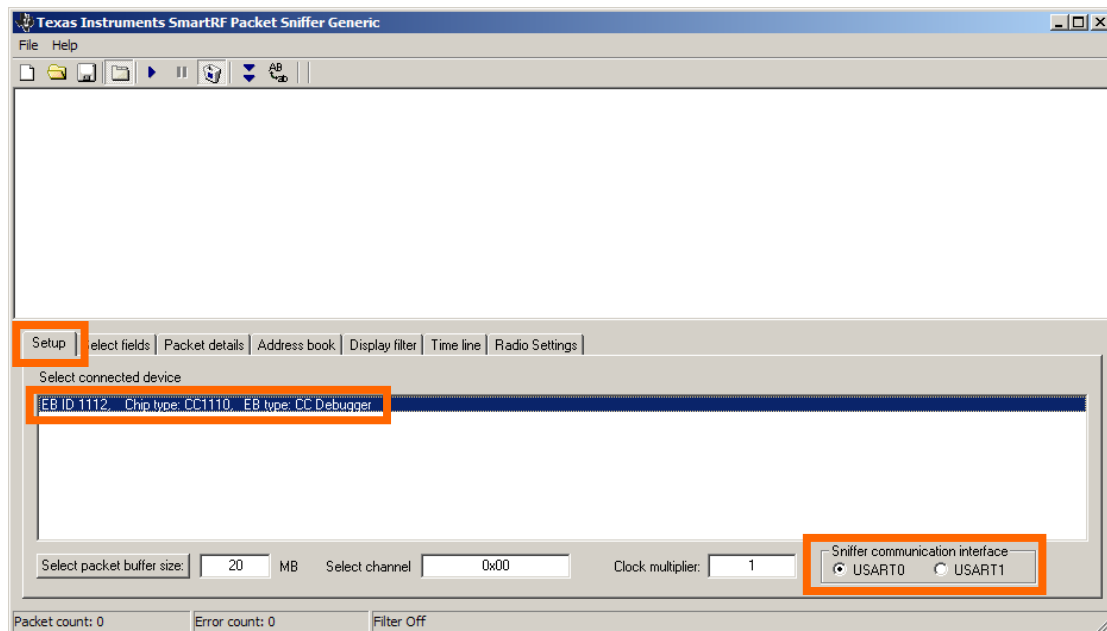 Texas Instruments SmartRF Packet Sniffer Generic
File Help
AB
Setup Select fields Packet details Address book Display filter Time line Radio Settings
Select connected device
EB ID 1112, Chip type: CC1110, EB type: CC Debugger
Sniffer communication interface
Select packet buffer size: 20 MB Select channel 0x00 Clock multiplier: 1 USART0 USART1
Packet count: 0 Error count: 0 Filter Off